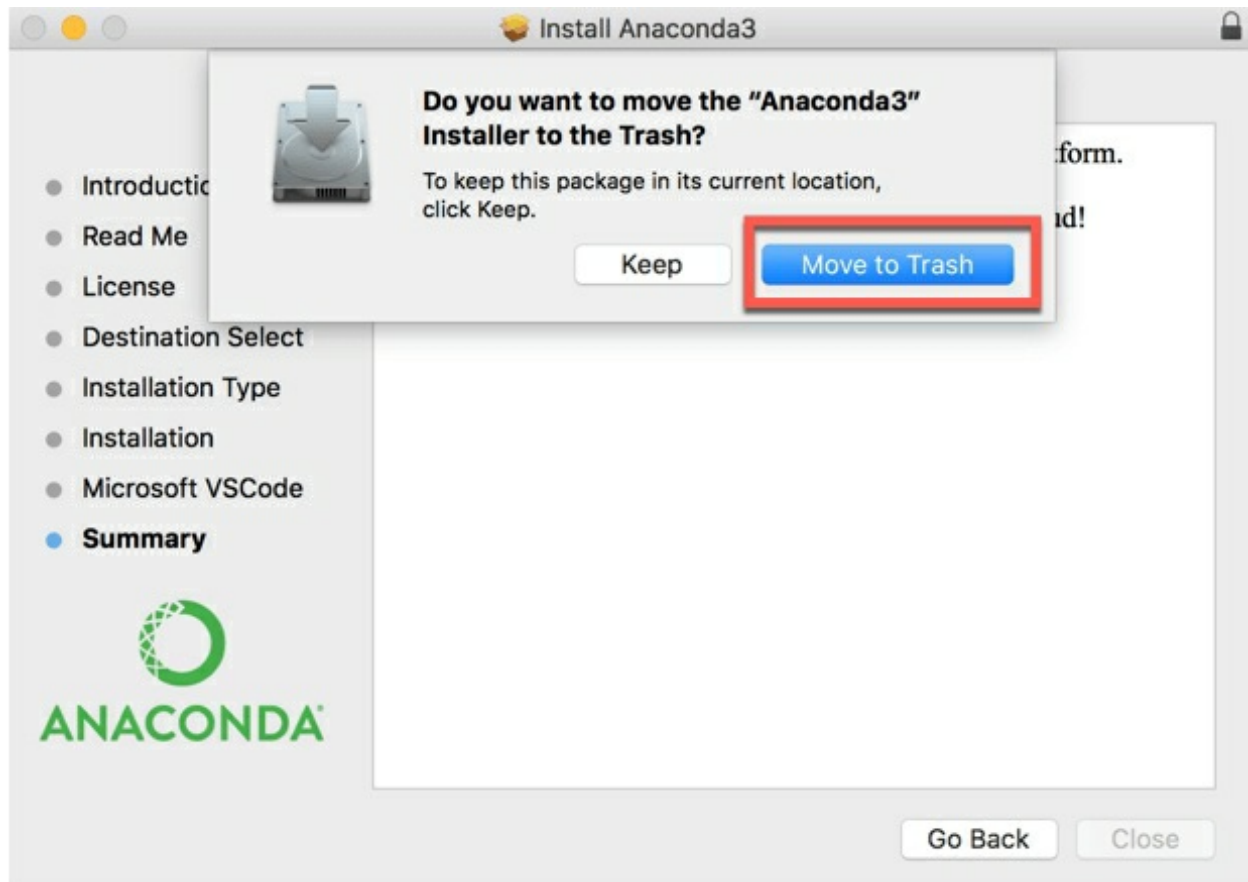 Install Anaconda3
Do you want to move the “Anaconda3”
Installer to the Trash?
To keep this package in its current location,
click Keep.
Keep
Move to Trash
form.
Read Me
License
Destination Select
Installation Type
Installation
Microsoft VSCode
Summary
ANACONDA
Go Back
Close